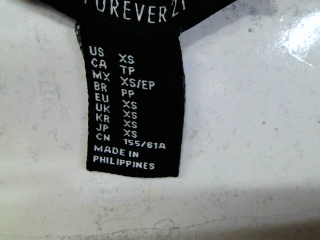 FOREVER 21
US XS
CA TP
MX XS/EP
BR PP
EU XS
UK XS
KR XS
JP XS
CN 155/61A
MADE IN
PHILIPPINES